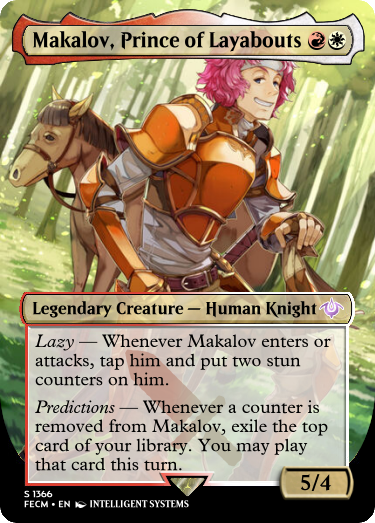 Makalov, Prince of Layabouts
Legendary Creature — Human Knight
Lazy — Whenever Makalov enters or
attacks, tap him and put two stun
counters on him.
Predictions — Whenever a counter is
removed from Makalov, exile the top
card of your library. You may play
that card this turn.
5/4
S 1366
FECM • EN INTELLIGENT SYSTEMS